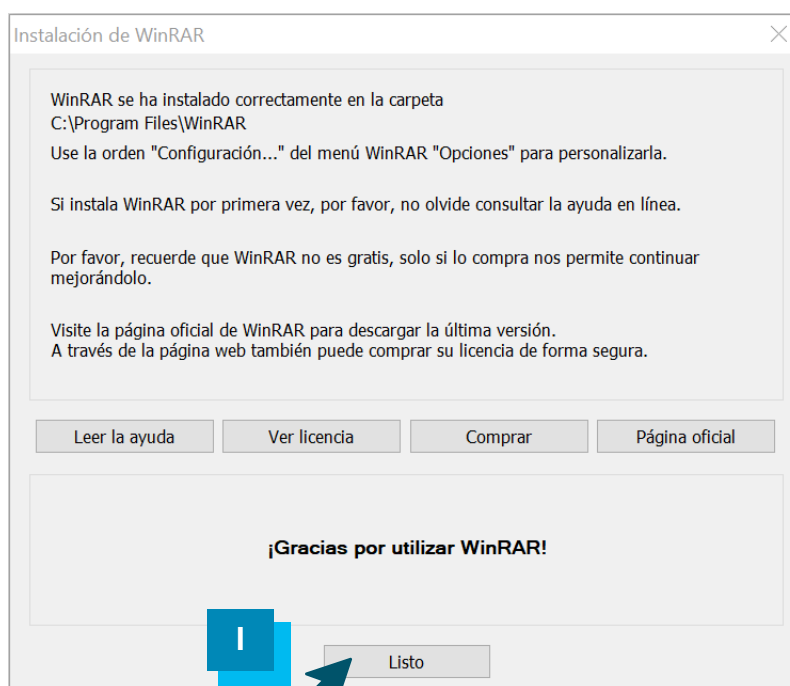 Instalación de WinRAR
WinRAR se ha instalado correctamente en la carpeta
C:\Program Files\WinRAR
Use la orden "Configuración..." del menú WinRAR "Opciones" para personalizarla.
Si instala WinRAR por primera vez, por favor, no olvide consultar la ayuda en línea.
Por favor, recuerde que WinRAR no es gratis, solo si lo compra nos permite continuar
mejorándolo.
Visite la página oficial de WinRAR para descargar la última versión.
A través de la página web también puede comprar su licencia de forma segura.
Leer la ayuda Ver licencia Comprar Página oficial
¡Gracias por utilizar WinRAR!
I
Listo